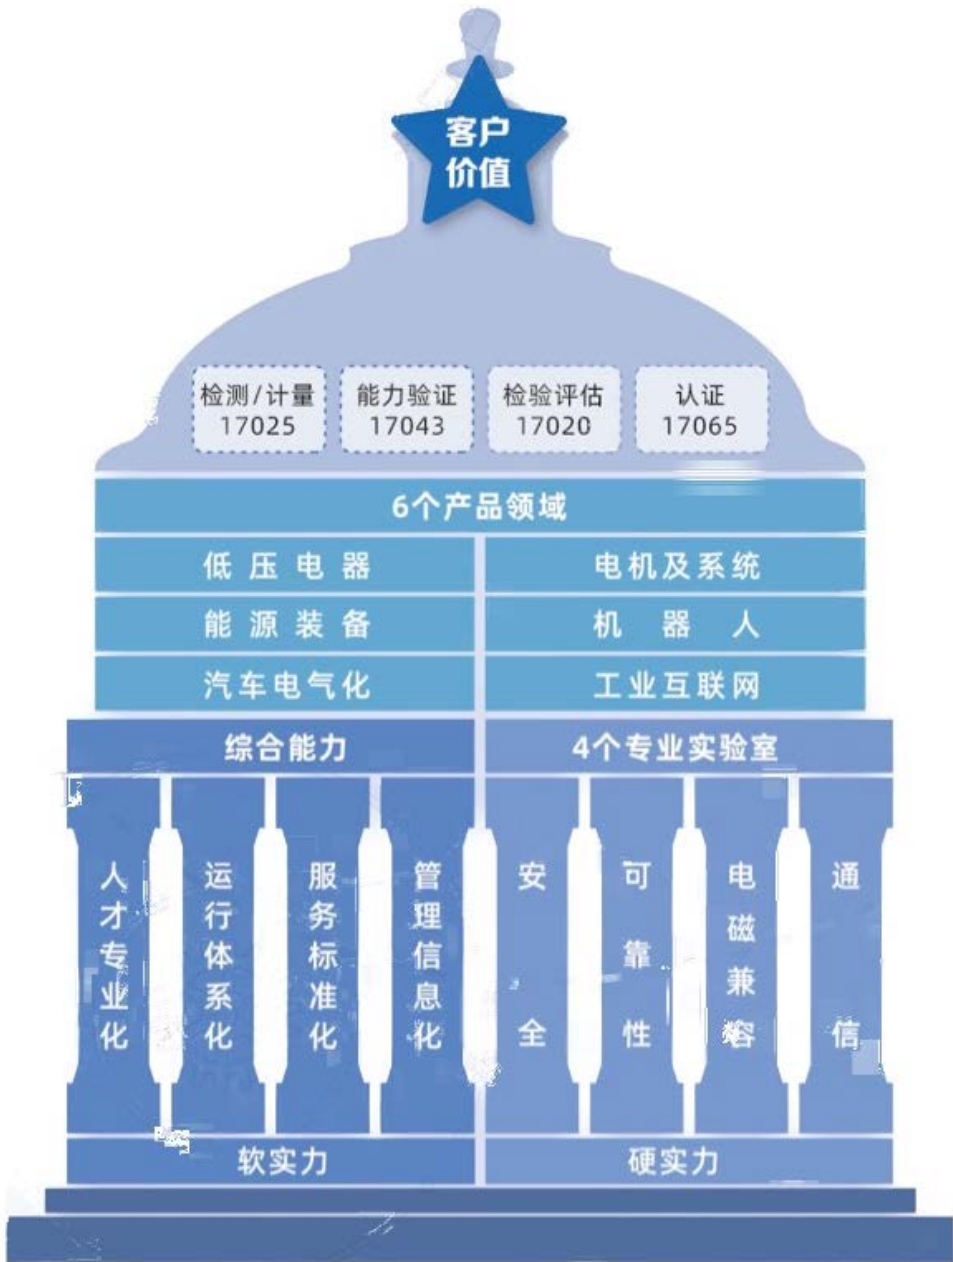 客户
价值
检测/计量
17025
能力验证
17043
检验评估
17020
认证
17065
6个产品领域
低压电器
电机及系统
能源装备
机器人
汽车电气化
工业互联网
综合能力
4个专业实验室
人才专业化
运行体系化
服务标准化
管理信息化
安全
可靠性
电磁兼容
通信
软实力
硬实力